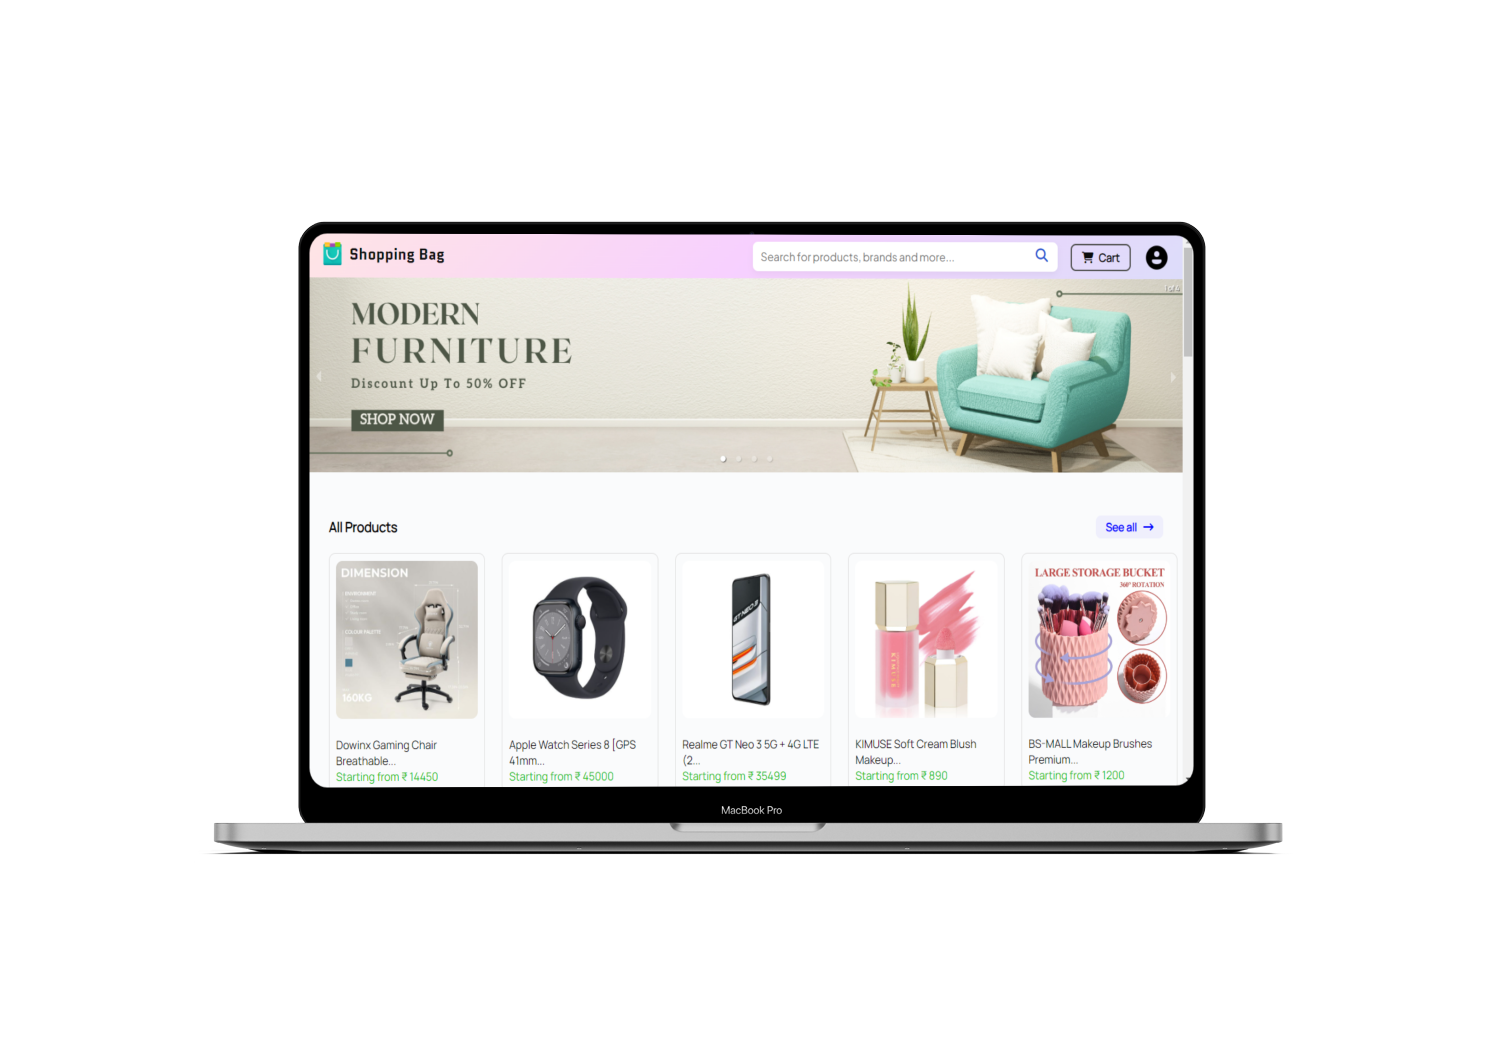 Shopping Bag
Search for products, brands and more...
Cart
MODERN
FURNITURE
Discount Up To 50% OFF
SHOP NOW
All Products
See all
DIMENSION
160KG
Dowinx Gaming Chair
Breathable...
Starting from ₹ 14450
Apple Watch Series 8 [GPS
41mm...
Starting from ₹ 45000
Realme GT Neo 3 5G + 4G LTE
(2...
Starting from ₹ 35499
KIMUSE
KIMUSE Soft Cream Blush
Makeup...
Starting from ₹ 890
LARGE STORAGE BUCKET
360° ROTATION
BS-MALL Makeup Brushes
Premium...
Starting from ₹ 1200
MacBook Pro